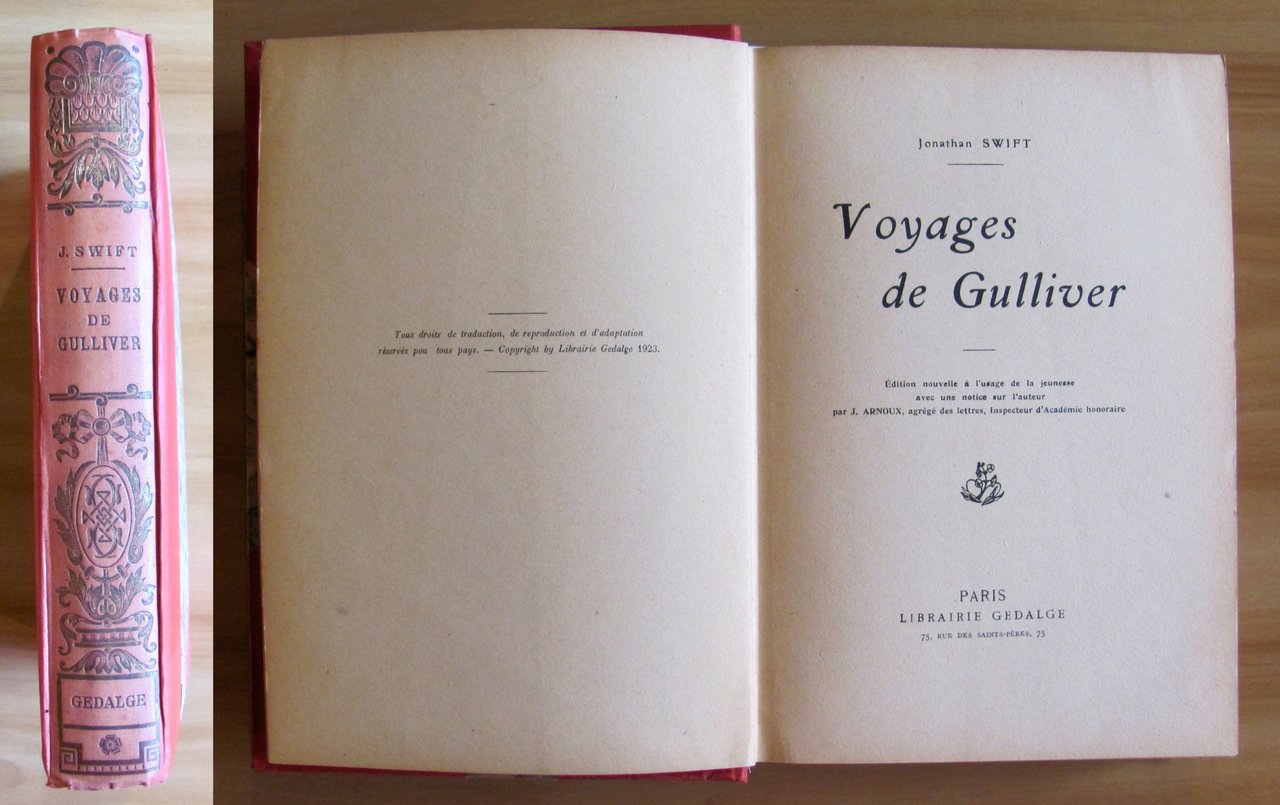 J. SWIFT
VOYAGES
DE
GULLIVER
GEDALGE
Tous droits de traduction, de reproduction et d'adaptation
réservés pou tous pays. — Copyright by Librairie Gedalge 1923.
Jonathan SWIFT
Voyages
de Gulliver
Édition nouvelle à l'usage de la jeunesse
avec une notice sur l'auteur
par J. ARNOUX, agrégé des lettres, Inspecteur d'Académie honoraire
PARIS
LIBRAIRIE GEDALGE
75, RUE DES SAINTS-PÈRES, 75